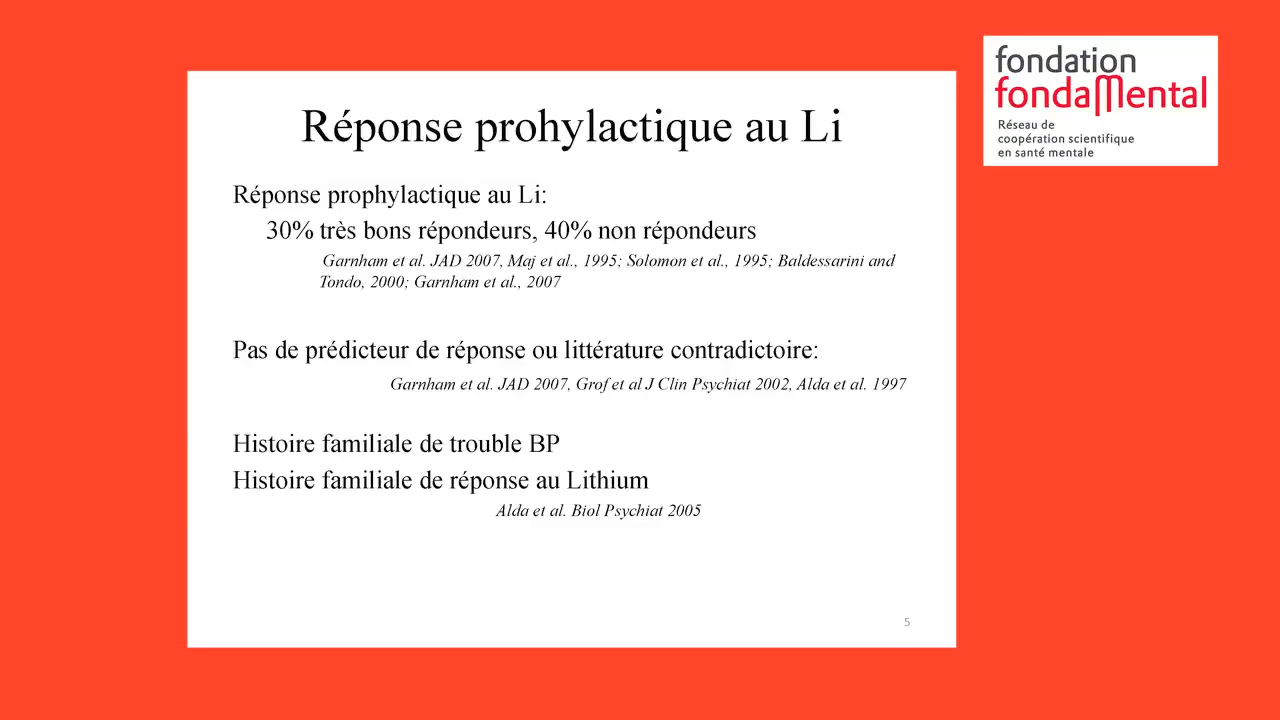 fondation
fondaMental
Réseau de
coopération scientifique
en santé mentale
Réponse prohylactique au Li
Réponse prophylactique au Li:
30% très bons répondeurs, 40% non répondeurs
Garnham et al. JAD 2007, Maj et al., 1995; Solomon et al., 1995; Baldessarini and
Tondo, 2000; Garnham et al., 2007
Pas de prédicteur de réponse ou littérature contradictoire:
Garnham et al. JAD 2007, Grof et al J Clin Psychiat 2002, Alda et al. 1997
Histoire familiale de trouble BP
Histoire familiale de réponse au Lithium
Alda et al. Biol Psychiat 2005
5